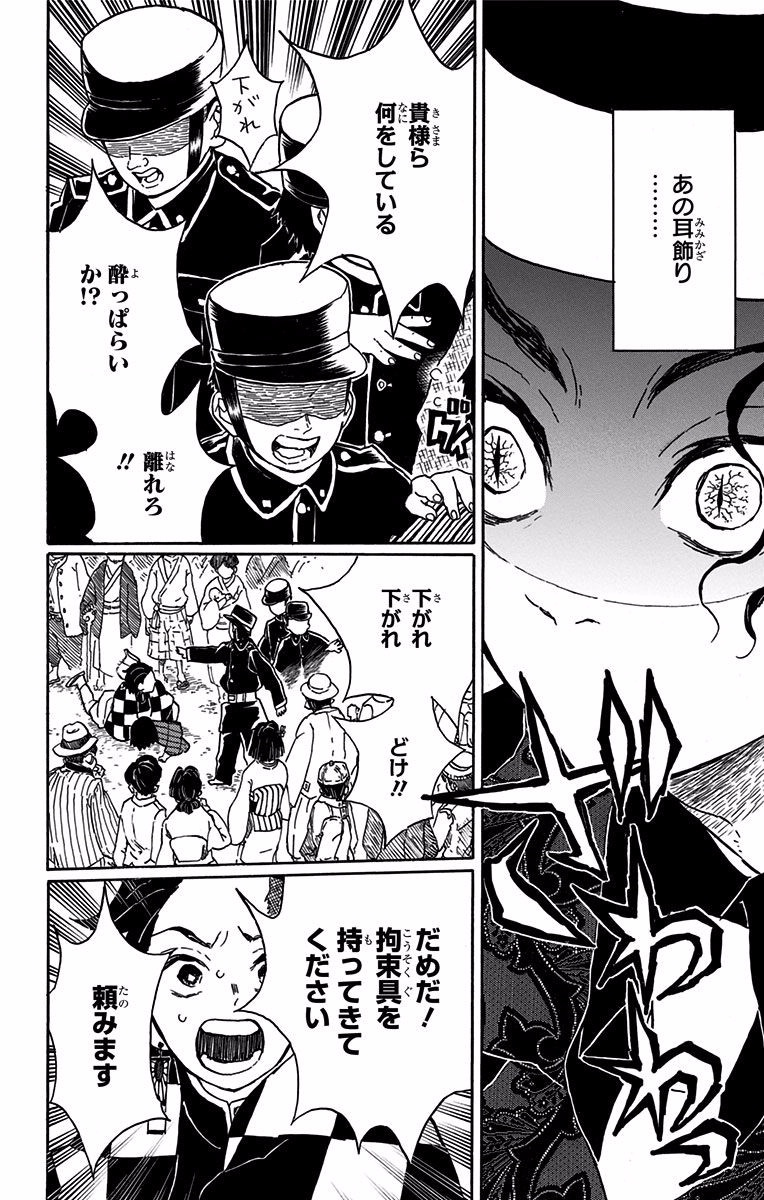 あの耳飾り
………
ザワ
ザワッ
貴様ら
何をしている
下がれ
酔っぱらい
か!?
離れろ
!!
グイ
下がれ
下がれ
どけ!!
だめだ!
拘束具を
持ってきて
ください
頼みます